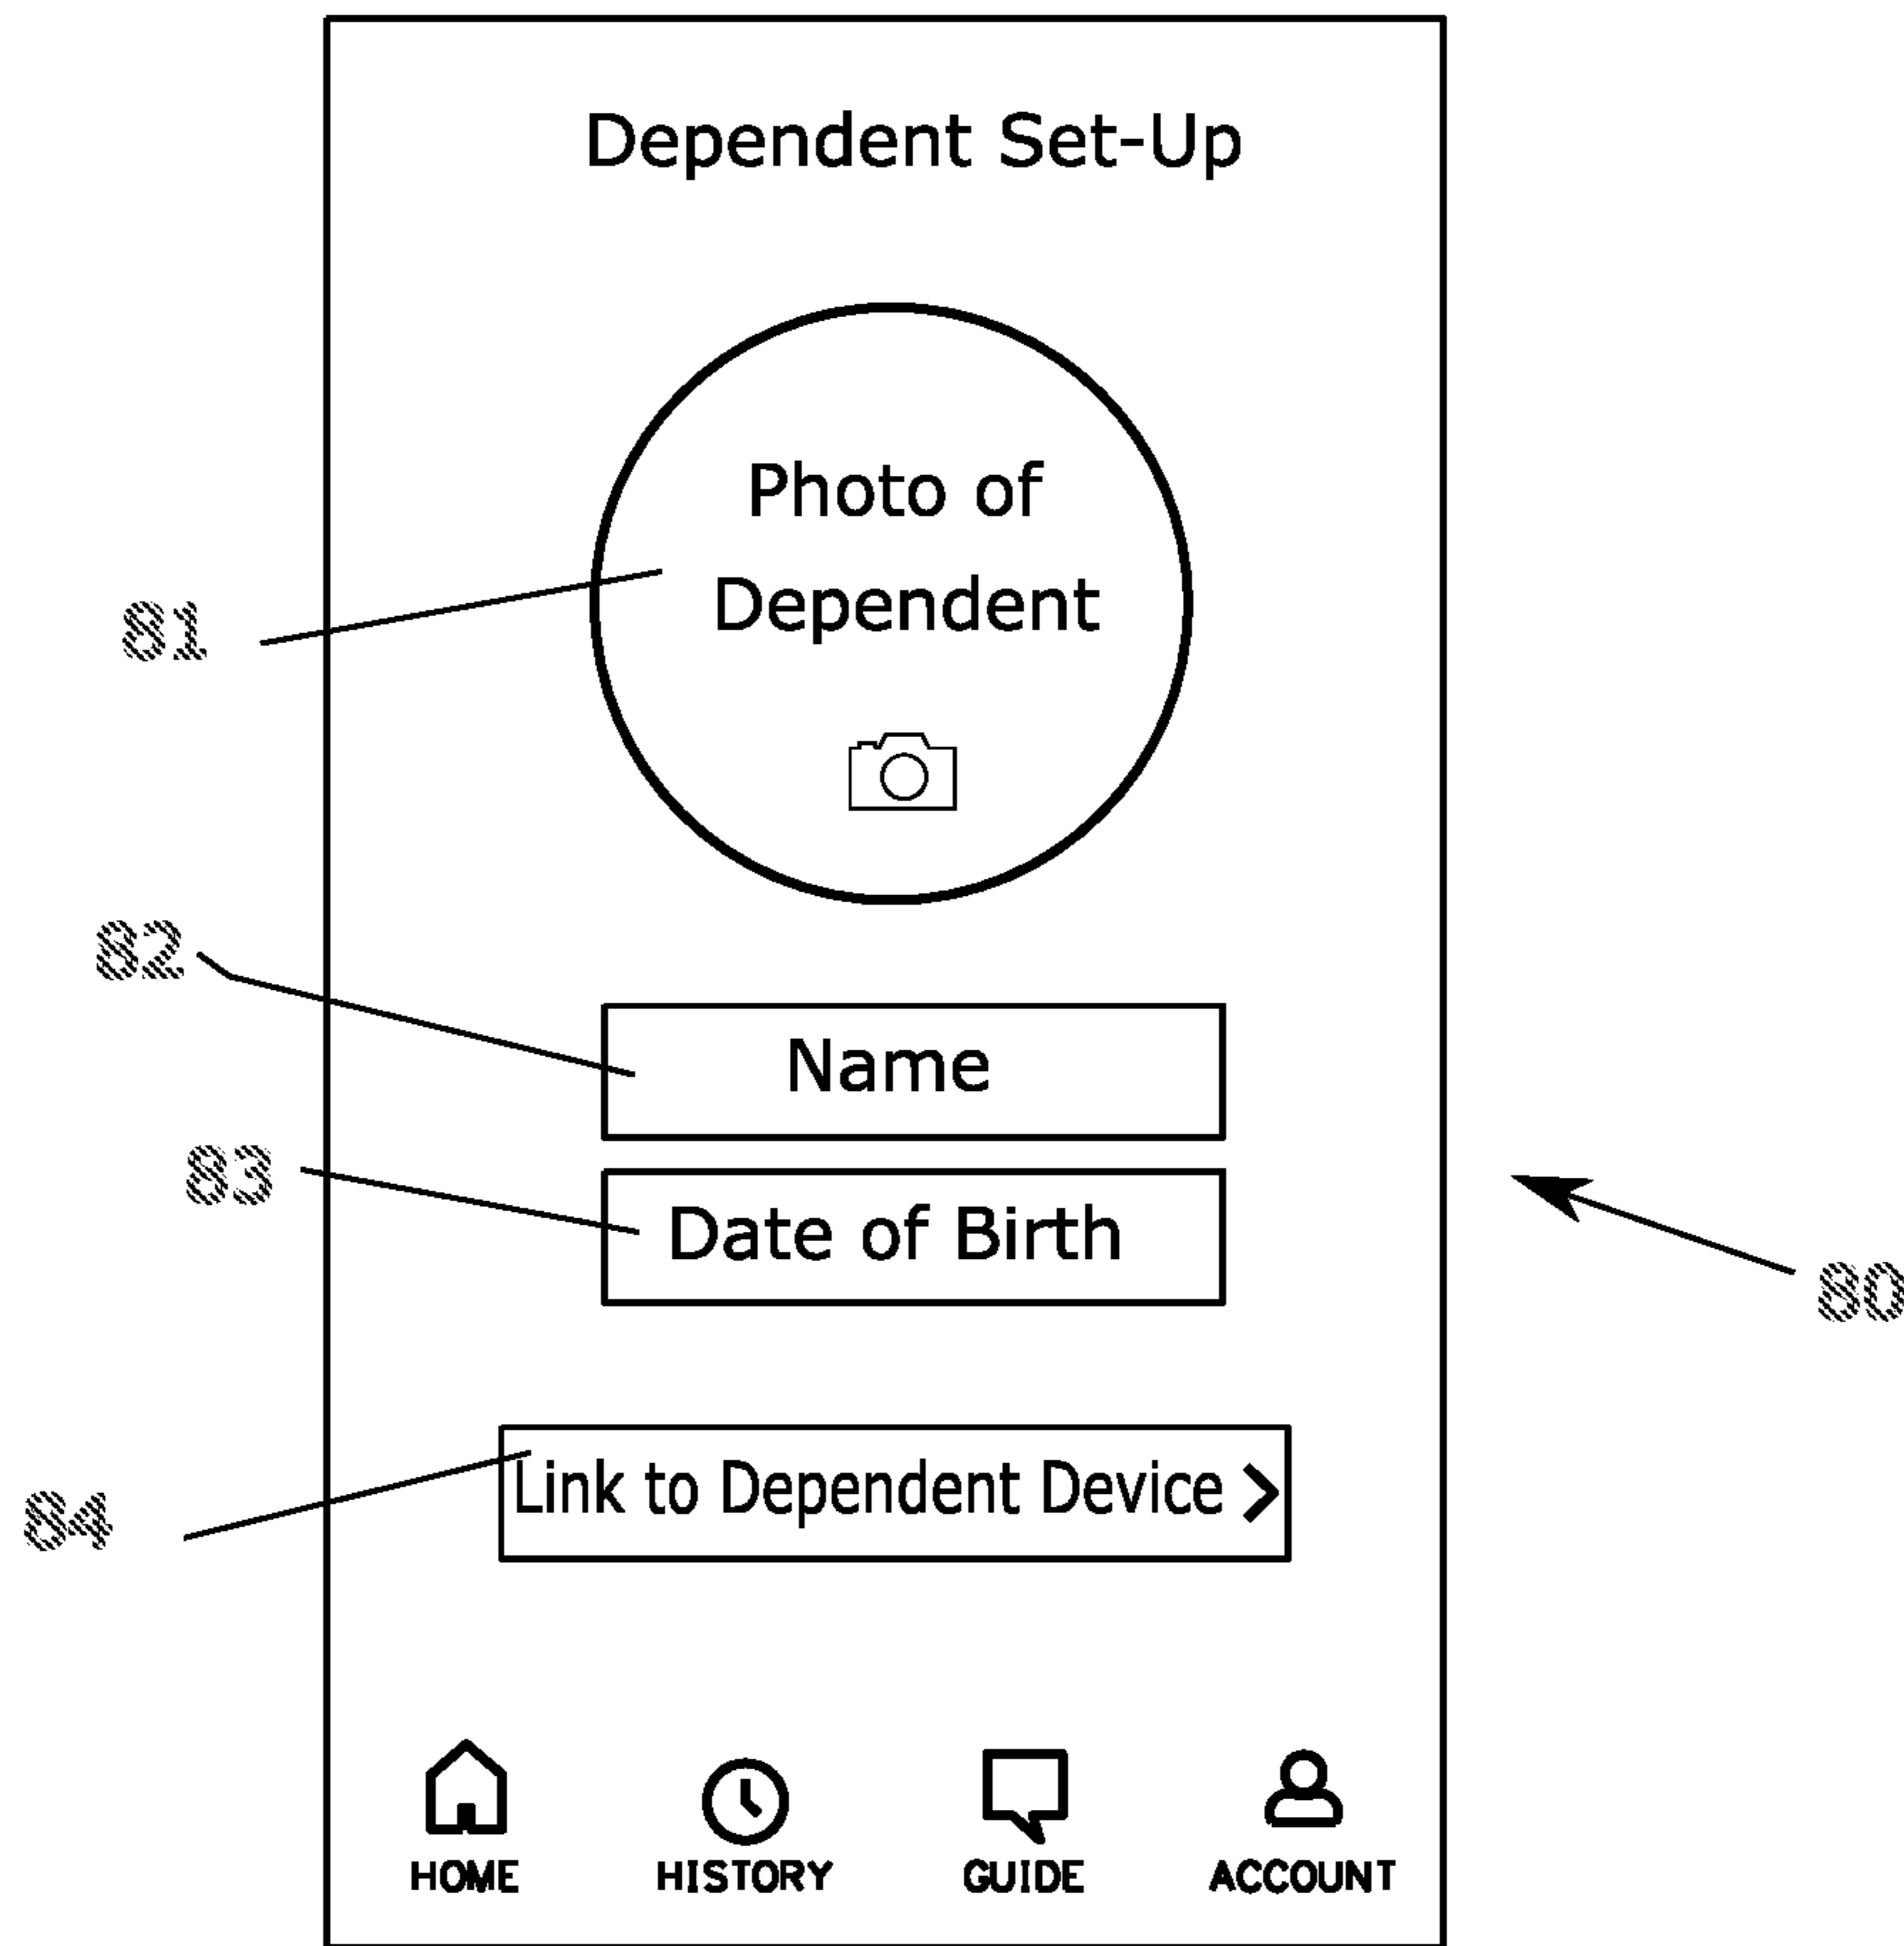 Dependent Set-Up
Photo of
Dependent
81
82
Name
83
Date of Birth
80
Link to Dependent Device >
84
HOME HISTORY GUIDE ACCOUNT